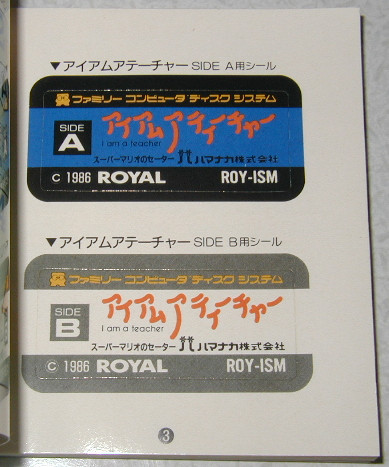 ▼アイアムアテーチャー SIDE A用シール
ファミリー コンピュータ ディスク システム
SIDE
A
アイアムアティーチャー
I am a teacher
スーパーマリオのセーター ハマナカ株式会社
© 1986 ROYAL ROY-ISM
▼アイアムアテーチャー SIDE B用シール
ファミリー コンピュータ ディスク システム
SIDE
B
アイアムアティーチャー
I am a teacher
スーパーマリオのセーター ハマナカ株式会社
© 1986 ROYAL ROY-ISM
3